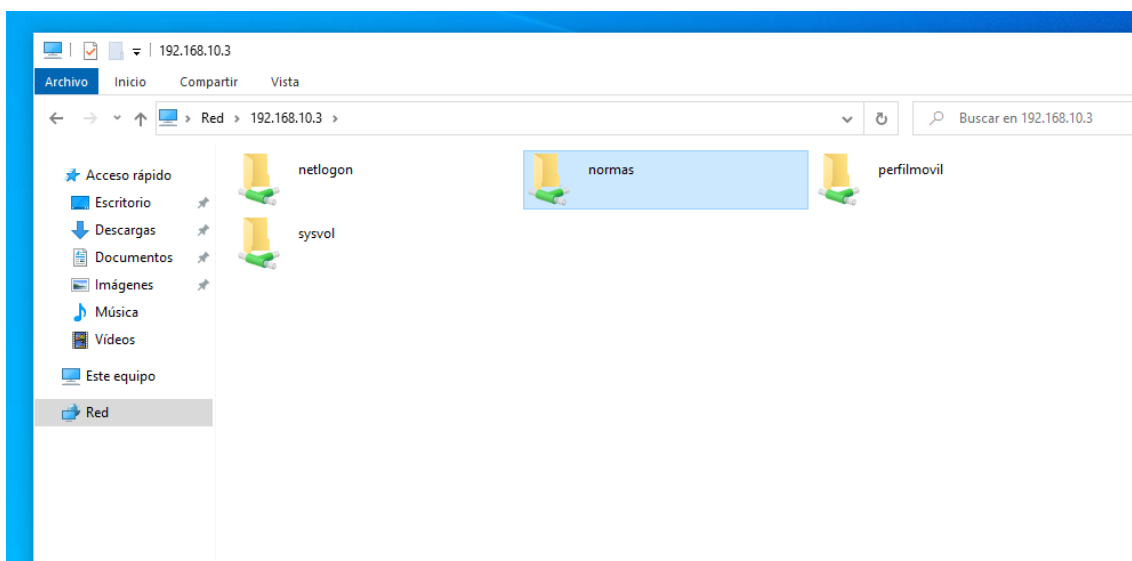 192.168.10.3
Archivo Inicio Compartir Vista
Red > 192.168.10.3 > Buscar en 192.168.10.3
Acceso rápido
Escritorio
Descargas
Documentos
Imágenes
Música
Vídeos
Este equipo
Red
netlogon normas perfilmovil
sysvol